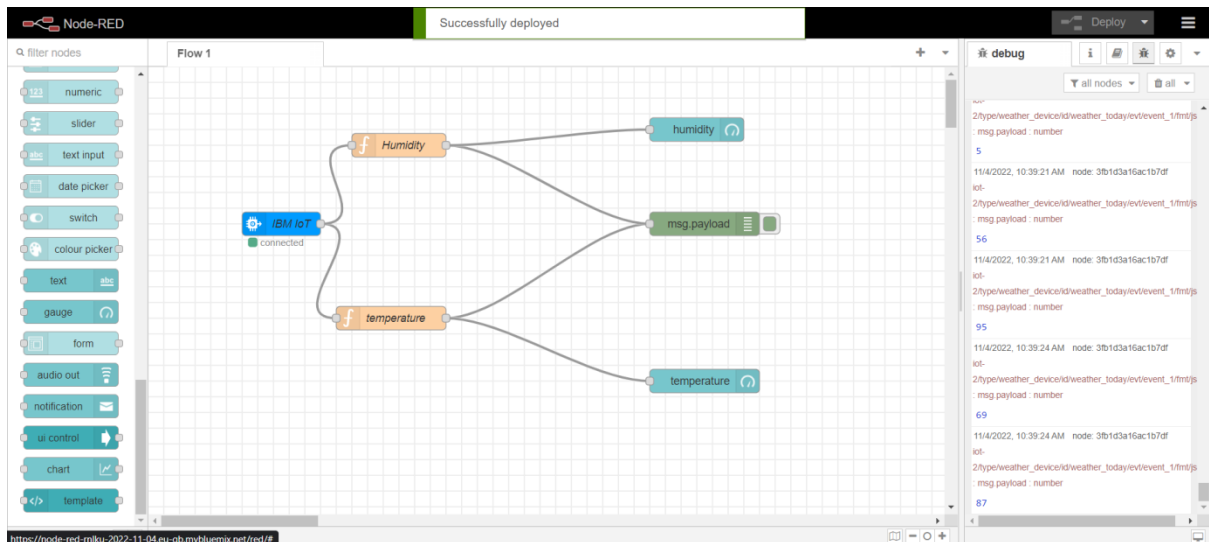 Node-RED
Successfully deployed
Deploy
filter nodes
Flow 1
debug
i
all nodes
all
123 numeric
slider
abc text input
date picker
switch
colour picker
text abc
gauge
form
audio out
notification
ui control
chart
</> template
f Humidity
humidity
IBM IoT
connected
msg.payload
f temperature
temperature
iot-
2/type/weather_device/id/weather_today/evt/event_1/fmt/js
: msg.payload : number
5
11/4/2022, 10:39:21 AM node: 3fb1d3a16ac1b7df
iot-
2/type/weather_device/id/weather_today/evt/event_1/fmt/js
: msg.payload : number
56
11/4/2022, 10:39:21 AM node: 3fb1d3a16ac1b7df
iot-
2/type/weather_device/id/weather_today/evt/event_1/fmt/js
: msg.payload : number
95
11/4/2022, 10:39:24 AM node: 3fb1d3a16ac1b7df
iot-
2/type/weather_device/id/weather_today/evt/event_1/fmt/js
: msg.payload : number
69
11/4/2022, 10:39:24 AM node: 3fb1d3a16ac1b7df
iot-
2/type/weather_device/id/weather_today/evt/event_1/fmt/js
: msg.payload : number
87